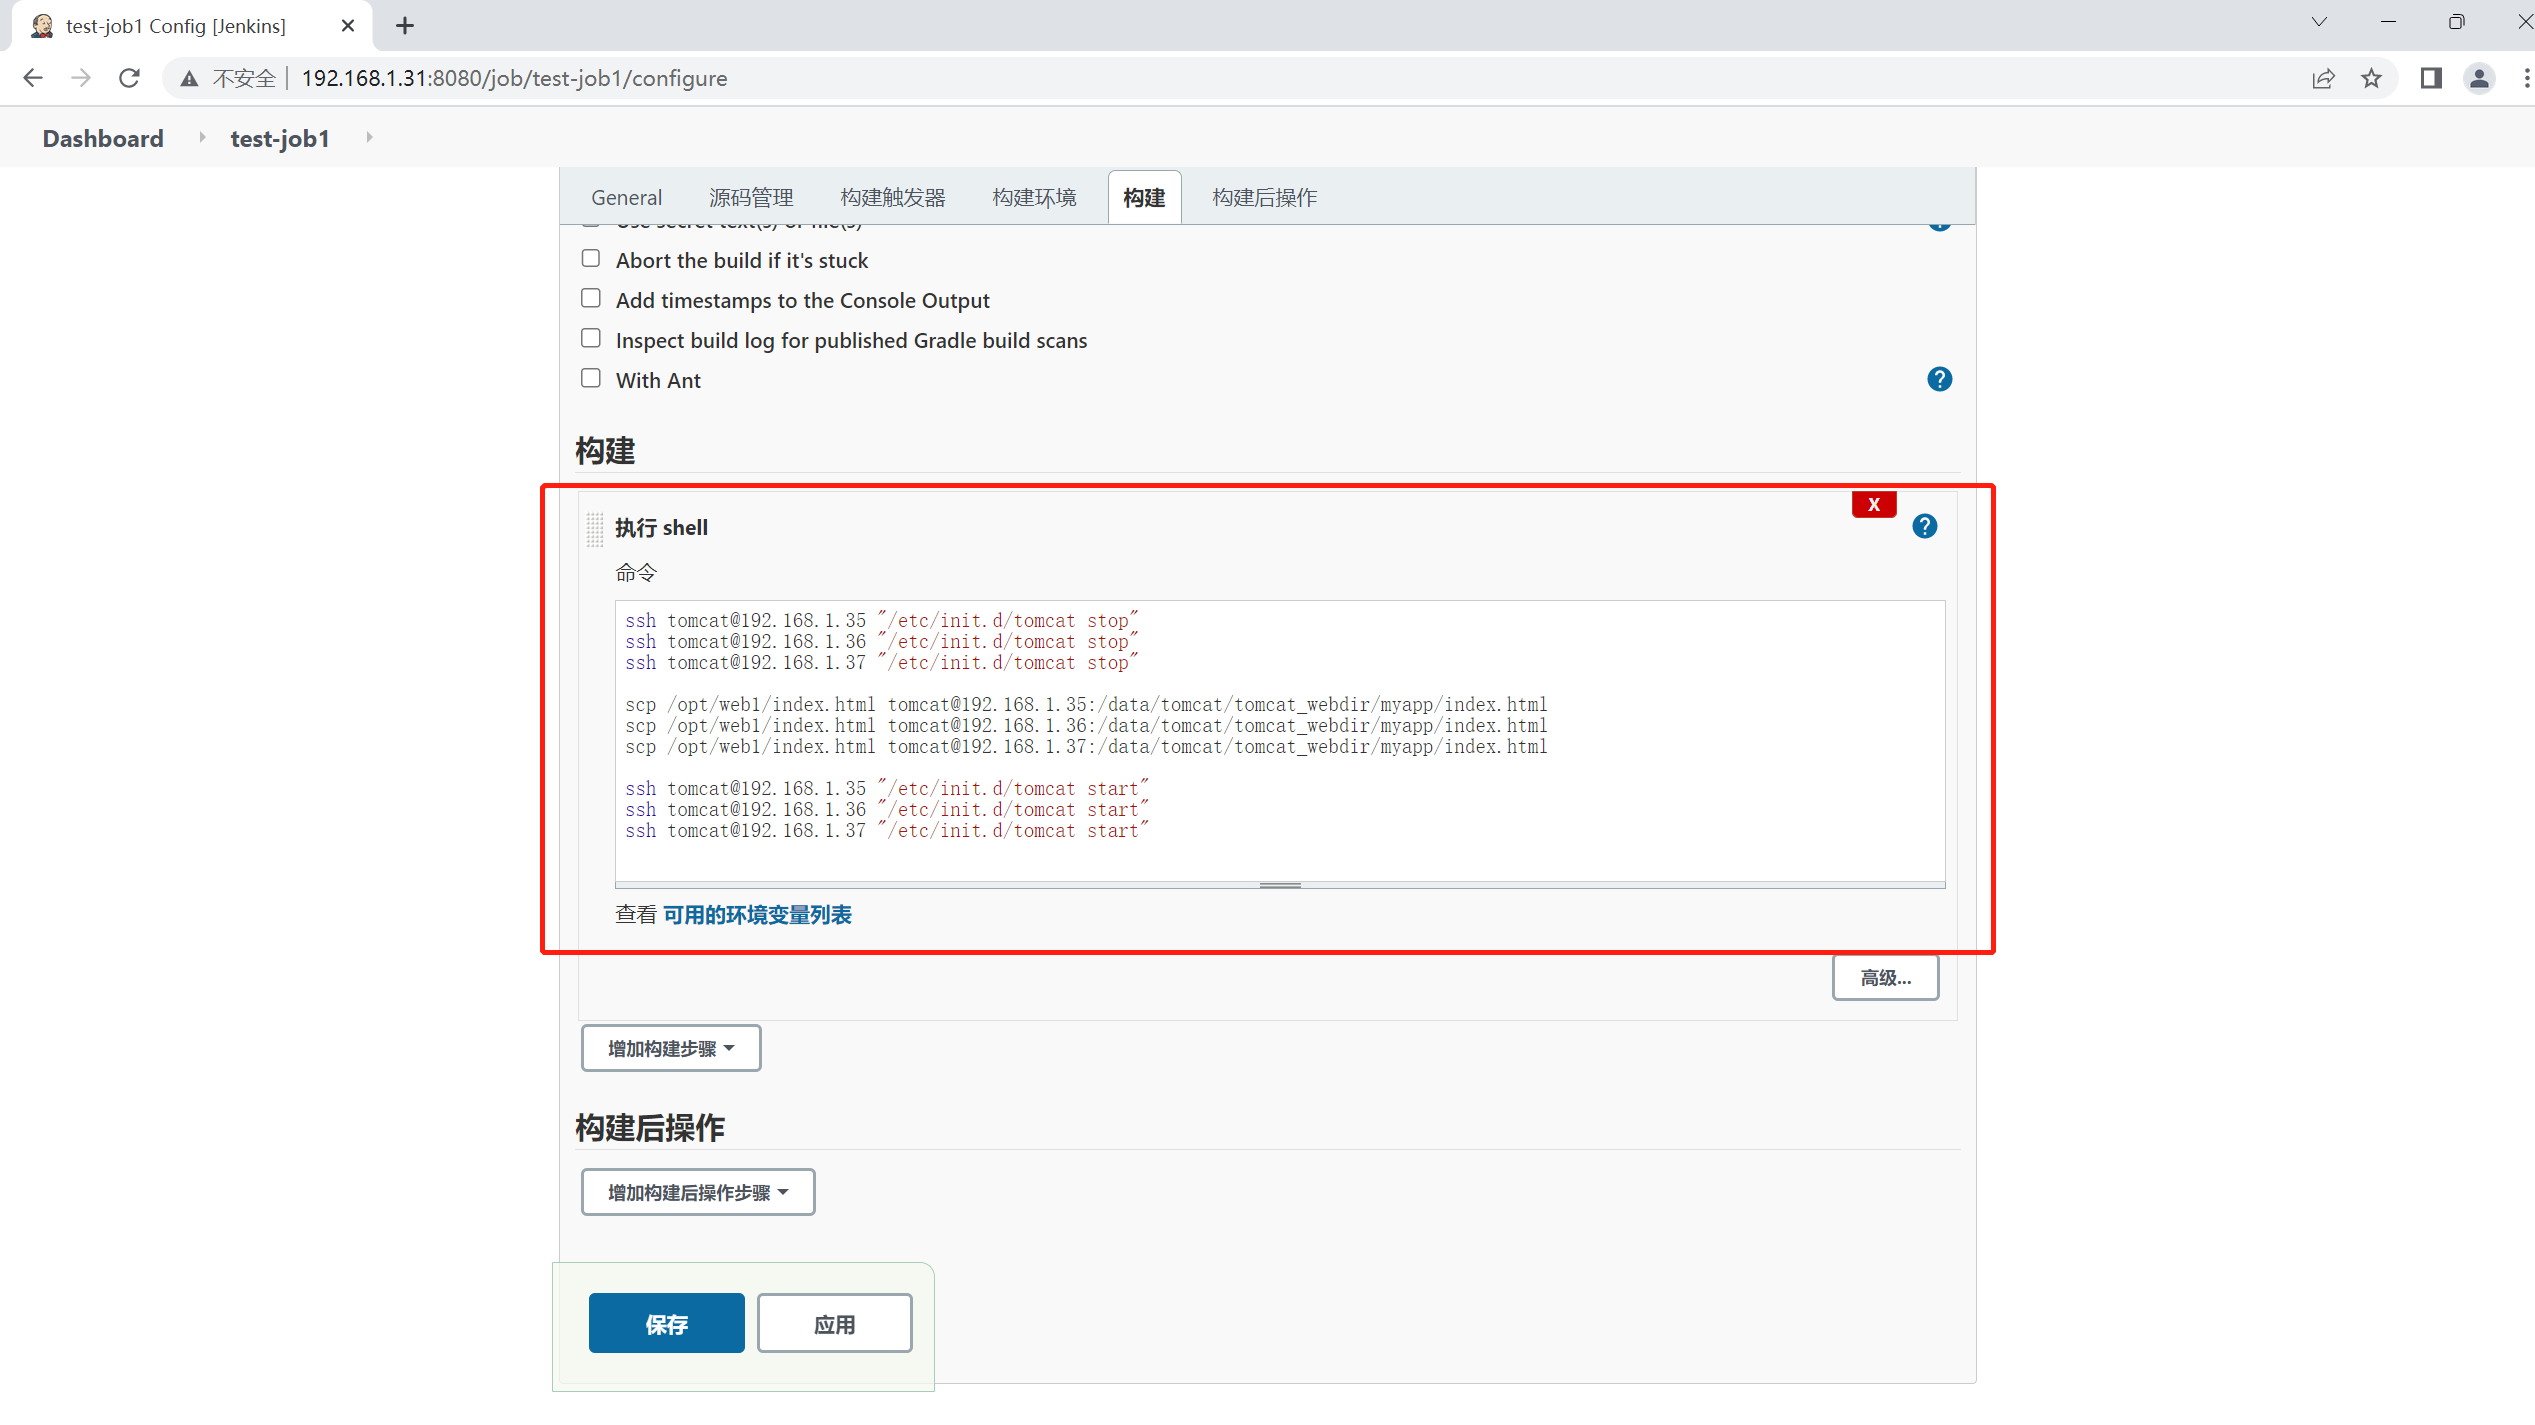 test-job1 Config [Jenkins]
不安全 192.168.1.31:8080/job/test-job1/configure
Dashboard test-job1
General 源码管理 构建触发器 构建环境 构建 构建后操作
Use secret text(s) or file(s)
Abort the build if it's stuck
Add timestamps to the Console Output
Inspect build log for published Gradle build scans
With Ant
?
构建
X
执行 shell
?
命令
ssh tomcat@192.168.1.35 "/etc/init.d/tomcat stop"
ssh tomcat@192.168.1.36 "/etc/init.d/tomcat stop"
ssh tomcat@192.168.1.37 "/etc/init.d/tomcat stop"
scp /opt/web1/index.html tomcat@192.168.1.35:/data/tomcat/tomcat_webdir/myapp/index.html
scp /opt/web1/index.html tomcat@192.168.1.36:/data/tomcat/tomcat_webdir/myapp/index.html
scp /opt/web1/index.html tomcat@192.168.1.37:/data/tomcat/tomcat_webdir/myapp/index.html
ssh tomcat@192.168.1.35 "/etc/init.d/tomcat start"
ssh tomcat@192.168.1.36 "/etc/init.d/tomcat start"
ssh tomcat@192.168.1.37 "/etc/init.d/tomcat start"
查看 可用的环境变量列表
高级...
增加构建步骤
构建后操作
增加构建后操作步骤
保存 应用